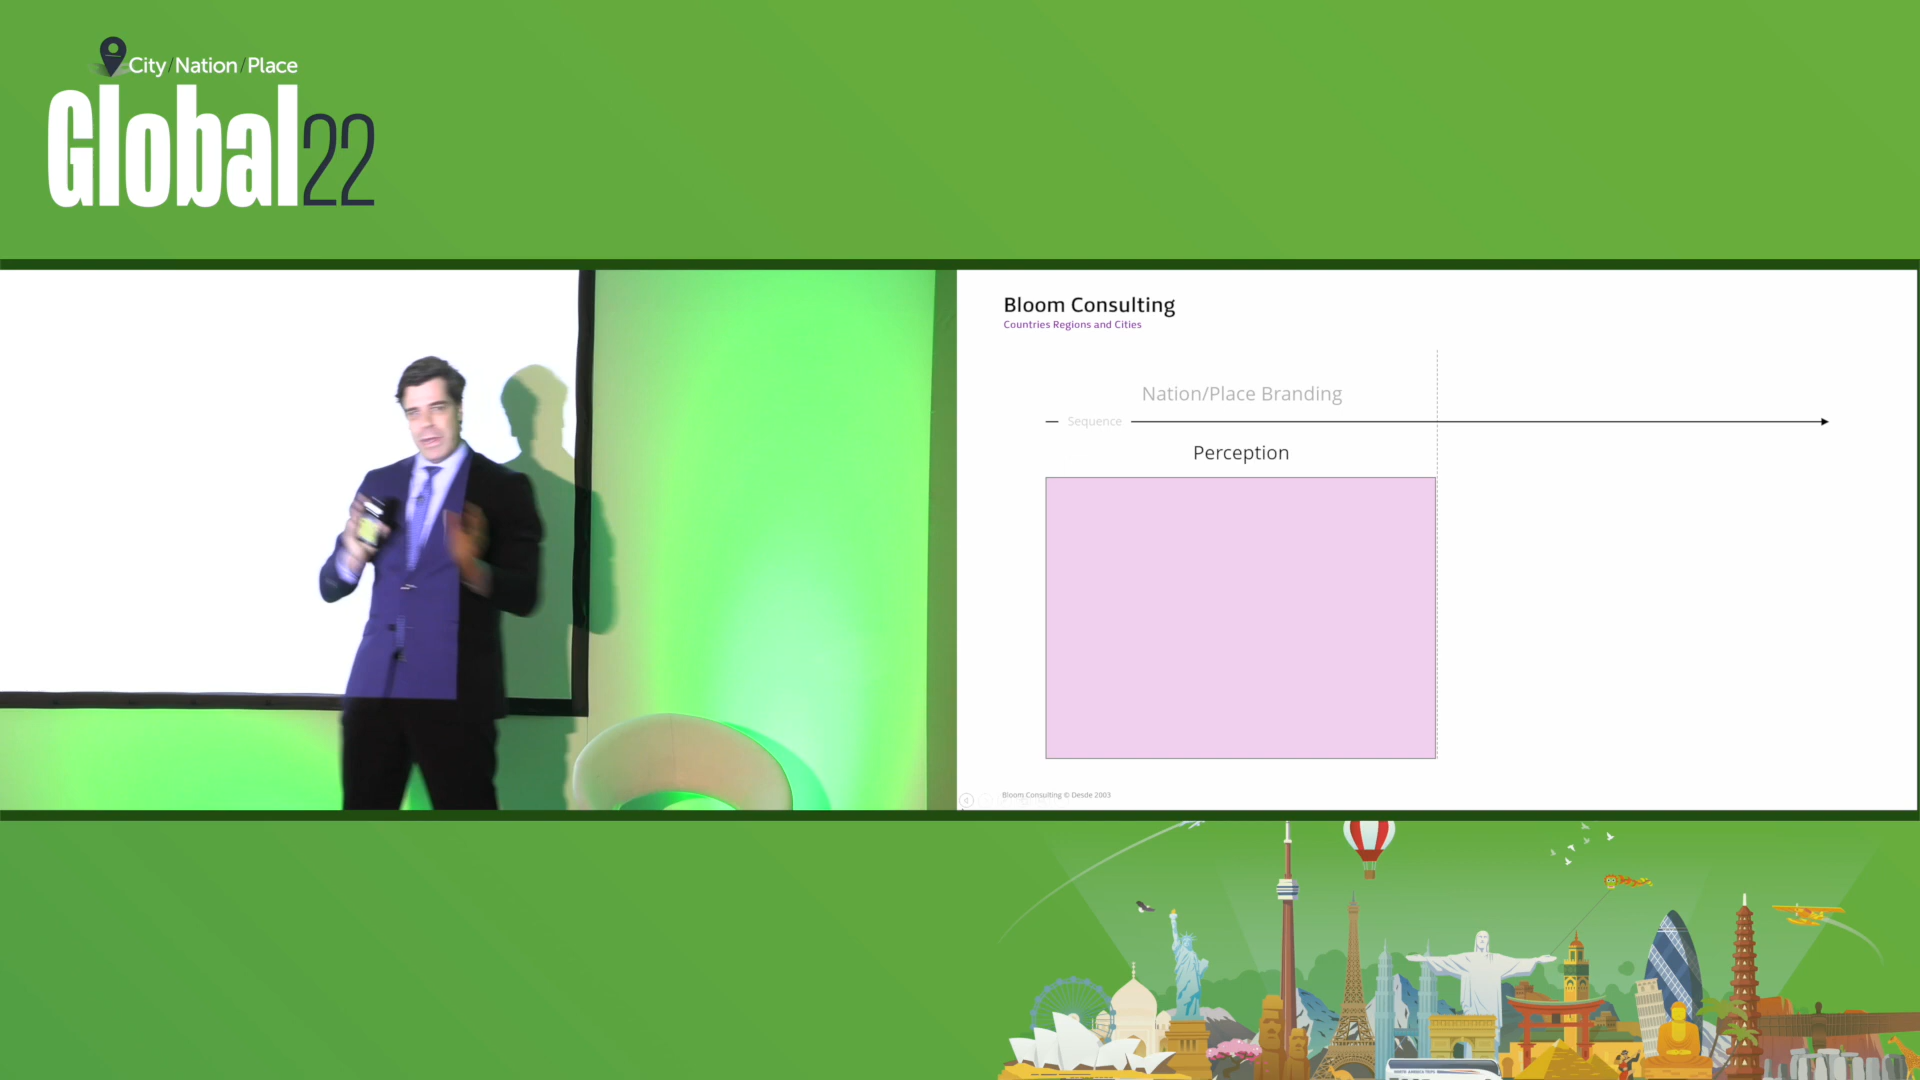 City/Nation/Place
Global22
Bloom Consulting
Countries Regions and Cities
Nation/Place Branding
Sequence
Perception
Bloom Consulting © Desde 2003